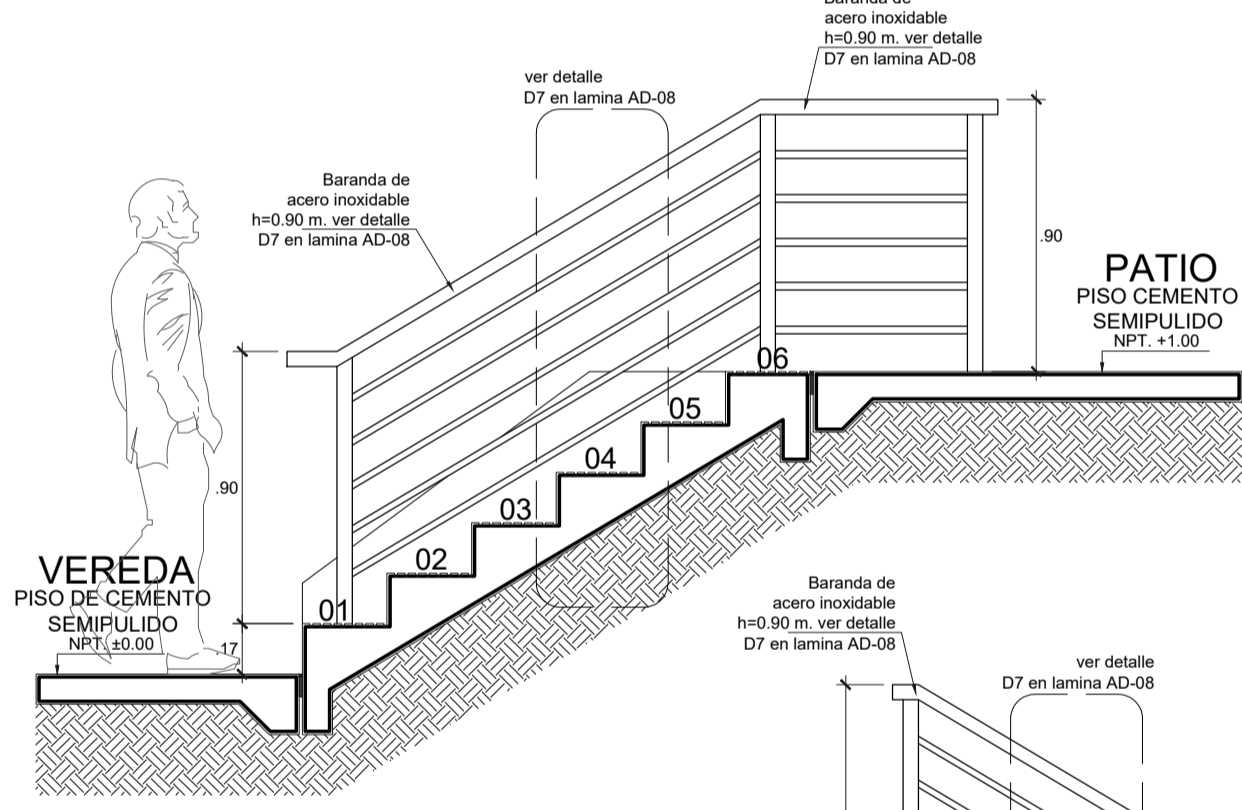 Baranda de
acero inoxidable
h=0.90 m. ver detalle
D7 en lamina AD-08
ver detalle
D7 en lamina AD-08
Baranda de
acero inoxidable
h=0.90 m. ver detalle
D7 en lamina AD-08
.90
PATIO
PISO CEMENTO
SEMIPULIDO
NPT. +1.00
06
05
04
03
02
01
.90
VEREDA
PISO DE CEMENTO
SEMIPULIDO
NPT. ±0.00
.17
Baranda de
acero inoxidable
h=0.90 m. ver detalle
D7 en lamina AD-08
ver detalle
D7 en lamina AD-08